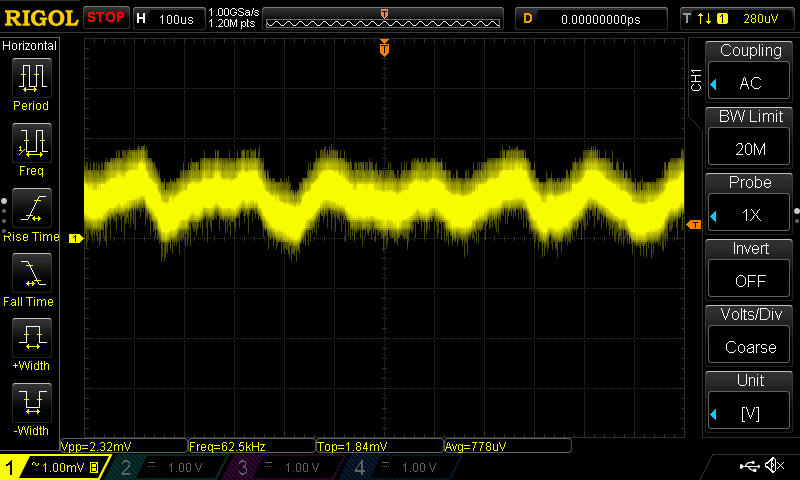 RIGOL STOP H 100us 1.00GSa/s 1.20M pts T D 0.00000000ps T 1 280uV
Horizontal
Period
Freq
Rise Time
Fall Time
+Width
-Width
T
1
T
CH1
Coupling
AC
BW Limit
20M
Probe
1X
Invert
OFF
Volts/Div
Coarse
Unit
[V]
Vpp=2.32mV Freq=62.5kHz Top=1.84mV Avg=778uV
1 ~ 1.00mV B 2 1.00 V 3 1.00 V 4 1.00 V